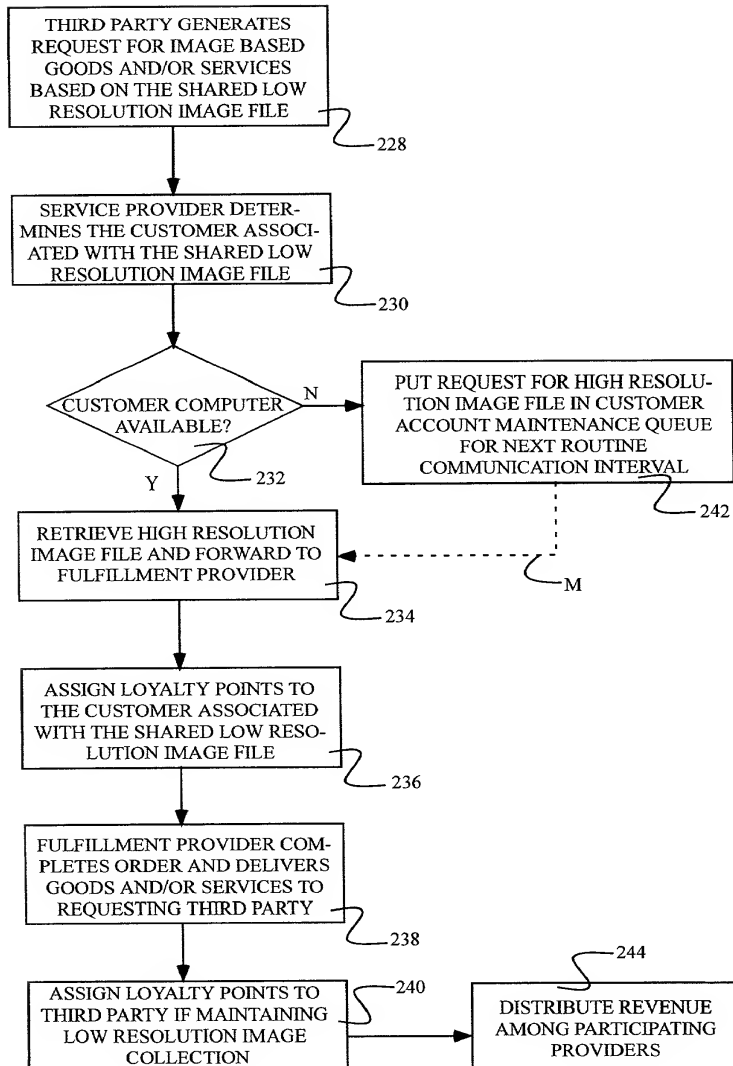 THIRD PARTY GENERATES
REQUEST FOR IMAGE BASED
GOODS AND/OR SERVICES
BASED ON THE SHARED LOW
RESOLUTION IMAGE FILE
228
SERVICE PROVIDER DETER-
MINES THE CUSTOMER ASSOCI-
ATED WITH THE SHARED LOW
RESOLUTION IMAGE FILE
230
CUSTOMER COMPUTER
AVAILABLE?
232
N
Y
PUT REQUEST FOR HIGH RESOLU-
TION IMAGE FILE IN CUSTOMER
ACCOUNT MAINTENANCE QUEUE
FOR NEXT ROUTINE
COMMUNICATION INTERVAL
242
M
RETRIEVE HIGH RESOLUTION
IMAGE FILE AND FORWARD TO
FULFILLMENT PROVIDER
234
ASSIGN LOYALTY POINTS TO
THE CUSTOMER ASSOCIATED
WITH THE SHARED LOW RESO-
LUTION IMAGE FILE
236
FULFILLMENT PROVIDER COM-
PLETES ORDER AND DELIVERS
GOODS AND/OR SERVICES TO
REQUESTING THIRD PARTY
238
ASSIGN LOYALTY POINTS TO
THIRD PARTY IF MAINTAINING
LOW RESOLUTION IMAGE
COLLECTION
240
244
DISTRIBUTE REVENUE
AMONG PARTICIPATING
PROVIDERS